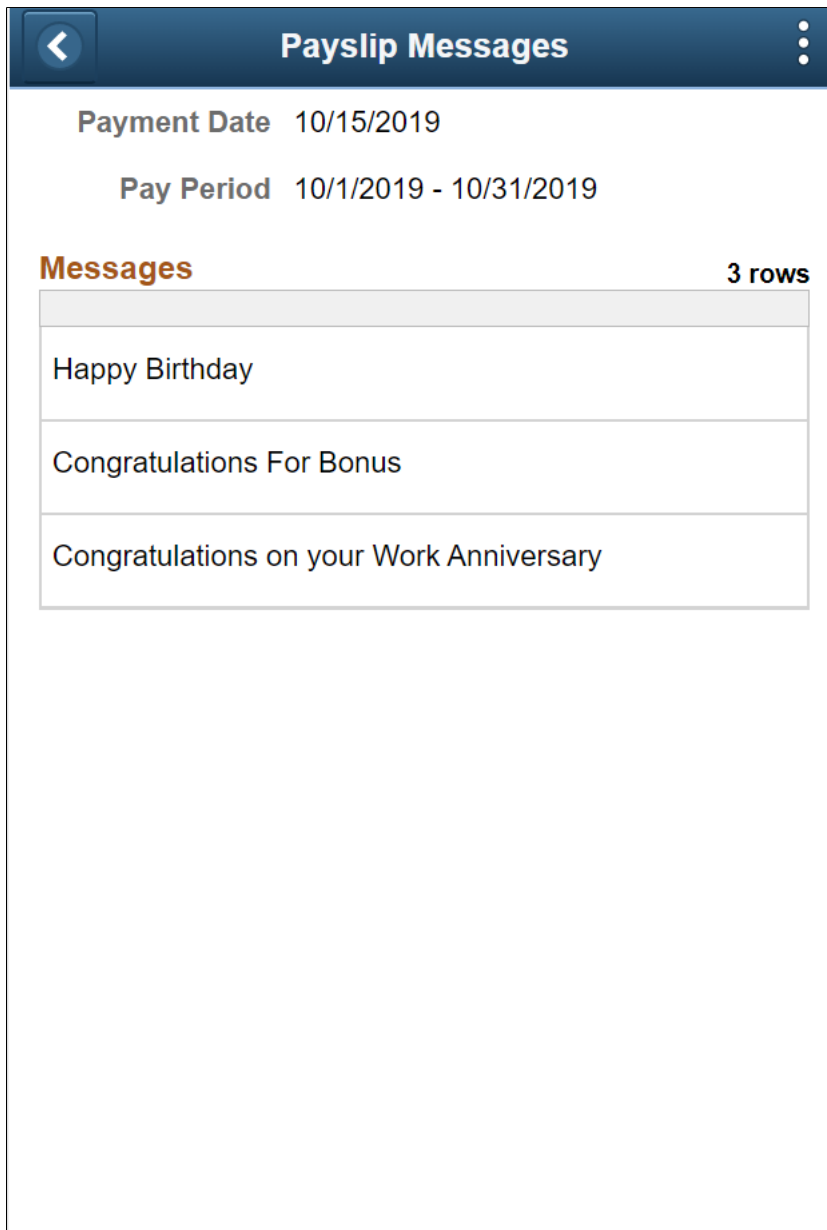 Payslip Messages
Payment Date 10/15/2019
Pay Period 10/1/2019 - 10/31/2019
Messages 3 rows
Happy Birthday
Congratulations For Bonus
Congratulations on your Work Anniversary